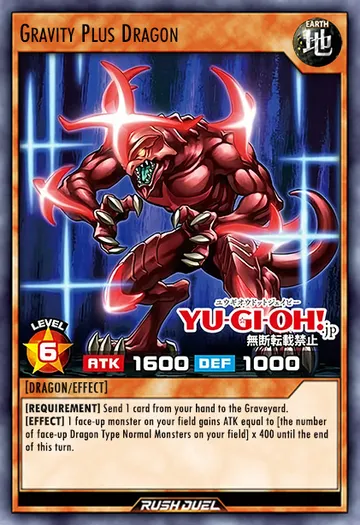 GRAVITY PLUS DRAGON
EARTH
地
ユウギオウドットジェイピー
YU-GI-OH!.jp
無断転載禁止
LEVEL
6
ATK 1600 DEF 1000
[DRAGON/EFFECT]
[REQUIREMENT] Send 1 card from your hand to the Graveyard.
[EFFECT] 1 face-up monster on your field gains ATK equal to [the number
of face-up Dragon Type Normal Monsters on your field] x 400 until the end
of this turn.
RUSH DUEL